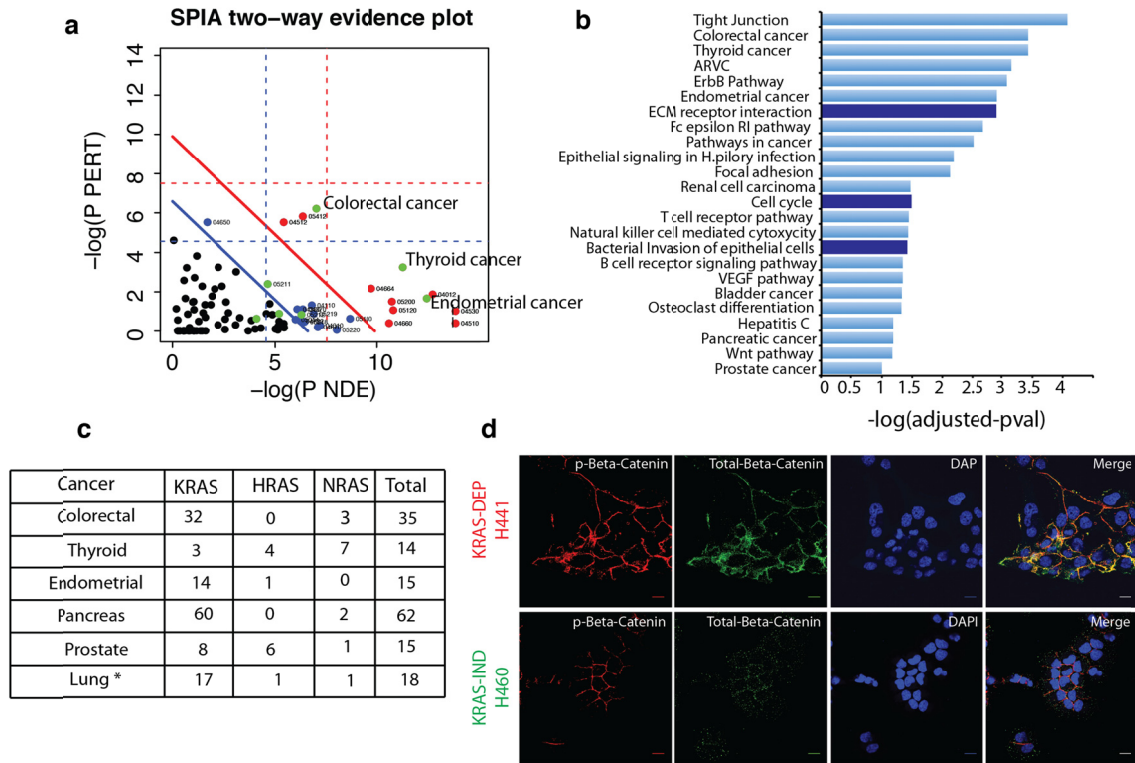 a
SPIA two-way evidence plot
14
12
10
8
6
4
2
0
-log(P PERT)
04650
04512
05412
Colorectal cancer
Thyroid cancer
05211
04664
04012
Endometrial cancer
05200
05120
04530
04660
04510
0
5
10
-log(P NDE)
b
Tight Junction
Colorectal cancer
Thyroid cancer
ARVC
ErbB Pathway
Endometrial cancer
ECM receptor interaction
Fc epsilon RI pathway
Pathways in cancer
Epithelial signaling in H.pilory infection
Focal adhesion
Renal cell carcinoma
Cell cycle
T cell receptor pathway
Natural killer cell mediated cytoxycity
Bacterial Invasion of epithelial cells
B cell receptor signaling pathway
VEGF pathway
Bladder cancer
Osteoclast differentiation
Hepatitis C
Pancreatic cancer
Wnt pathway
Prostate cancer
0 0.5 1 1.5 2 2.5 3 3.5 4
-log(adjusted-pval)
c
Cancer KRAS HRAS NRAS Total
Colorectal 32 0 3 35
Thyroid 3 4 7 14
Endometrial 14 1 0 15
Pancreas 60 0 2 62
Prostate 8 6 1 15
Lung * 17 1 1 18
d
KRAS-DEP
H441
p-Beta-Catenin
Total-Beta-Catenin
DAP
Merge
KRAS-IND
H460
p-Beta-Catenin
Total-Beta-Catenin
DAPI
Merge